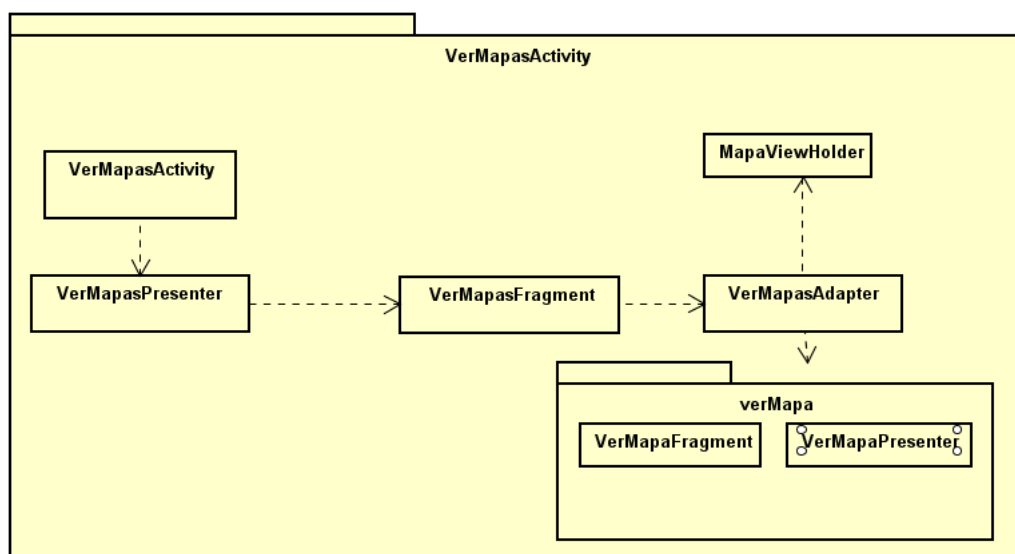 VerMapasActivity
VerMapasActivity
MapaViewHolder
VerMapasPresenter
VerMapasFragment
VerMapasAdapter
verMapa
VerMapaFragment
VerMapaPresenter